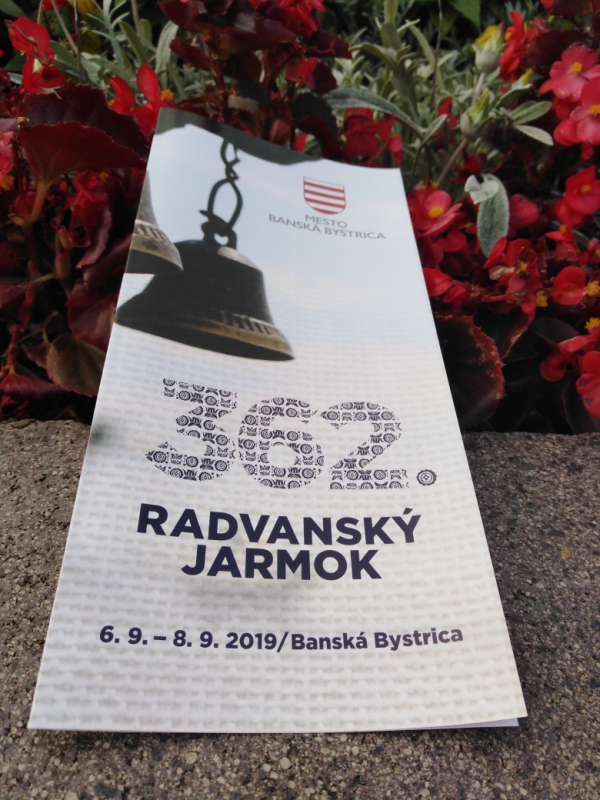 MESTO
BANSKÁ BYSTRICA
362.
RADVANSKÝ
JARMOK
6. 9. – 8. 9. 2019/Banská Bystrica